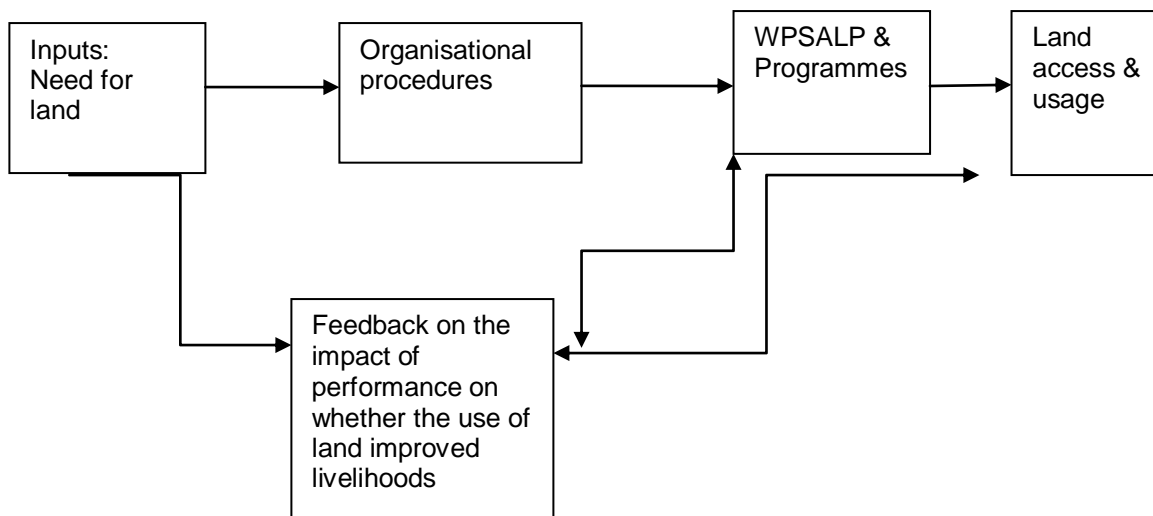 Inputs:
Need for
land
Organisational
procedures
WPSALP &
Programmes
Land
access &
usage
Feedback on the
impact of
performance on
whether the use of
land improved
livelihoods